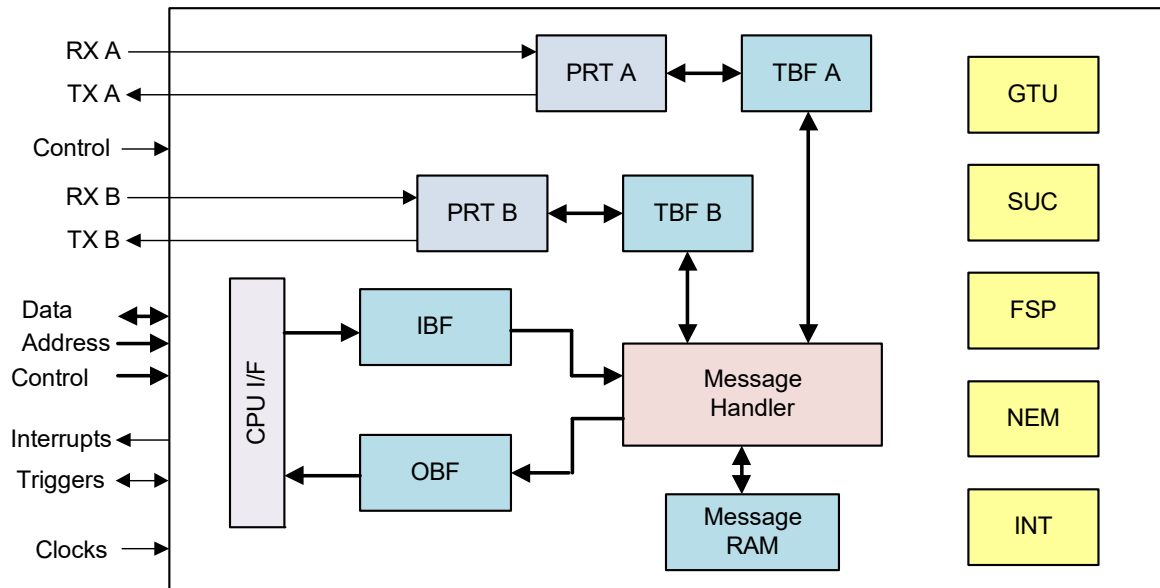 RX A
PRT A
TBF A
GTU
TX A
Control
RX B
PRT B
TBF B
SUC
TX B
Data
IBF
FSP
Address
CPU I/F
Control
Message
Handler
NEM
Interrupts
OBF
Triggers
Message
RAM
INT
Clocks